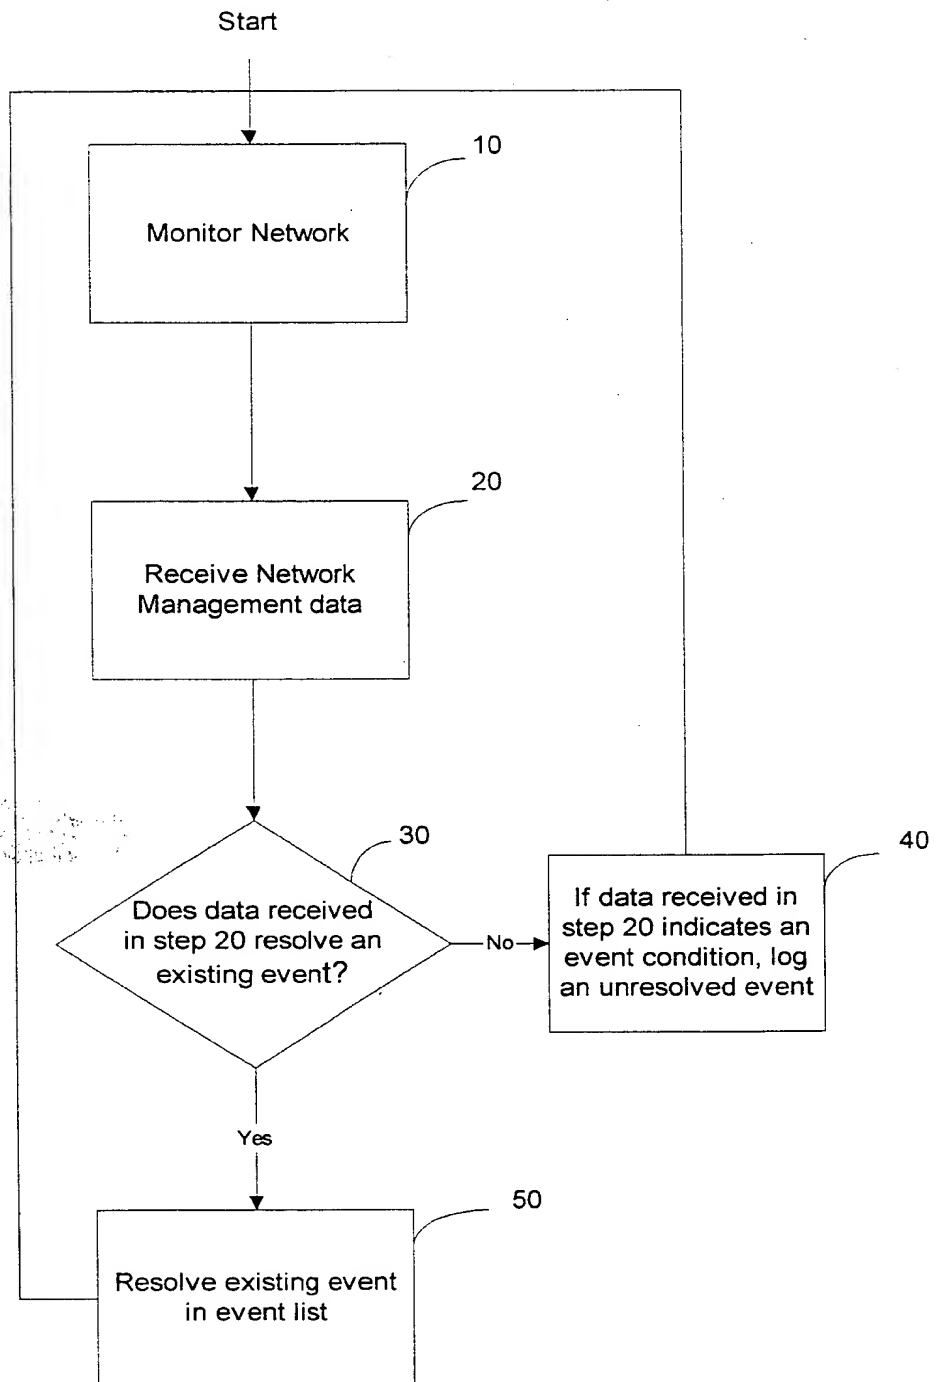 Start
10
Monitor Network
20
Receive Network
Management data
30
Does data received
in step 20 resolve an
existing event?
No
40
If data received in
step 20 indicates an
event condition, log
an unresolved event
Yes
50
Resolve existing event
in event list